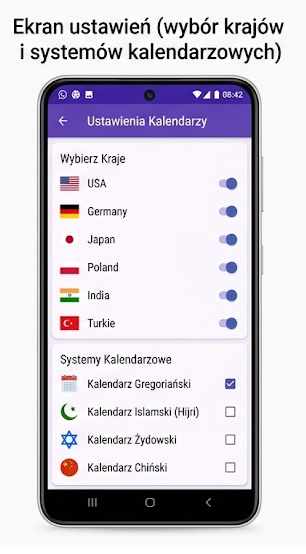 Ekran ustawień (wybór krajów
i systemów kalendarzowych)
06:42
Ustawienia Kalendarzy
Wybierz Kraje
USA
Germany
Japan
Poland
India
Turkie
Systemy Kalendarzowe
Kalendarz Gregoriański
Kalendarz Islamski (Hijri)
Kalendarz Żydowski
Kalendarz Chiński